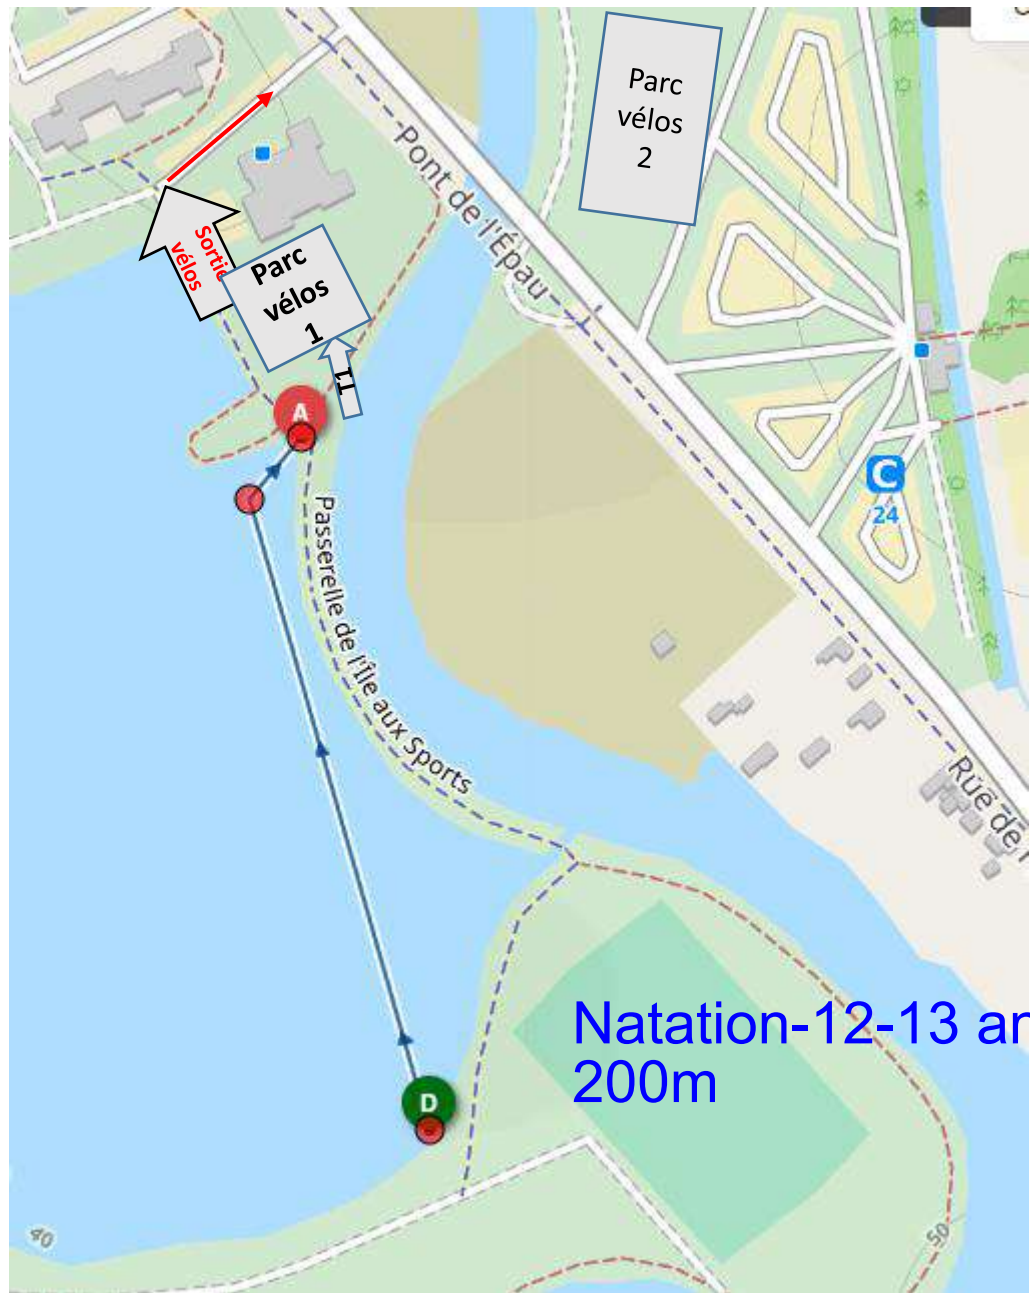 Parc
vélos
2
Pont de l'Épau
Sortie
vélos
Parc
vélos
1
T1
A
Passerelle de l'Île aux Sports
C
24
Rue de
Natation-12-13
200m
D
40
50